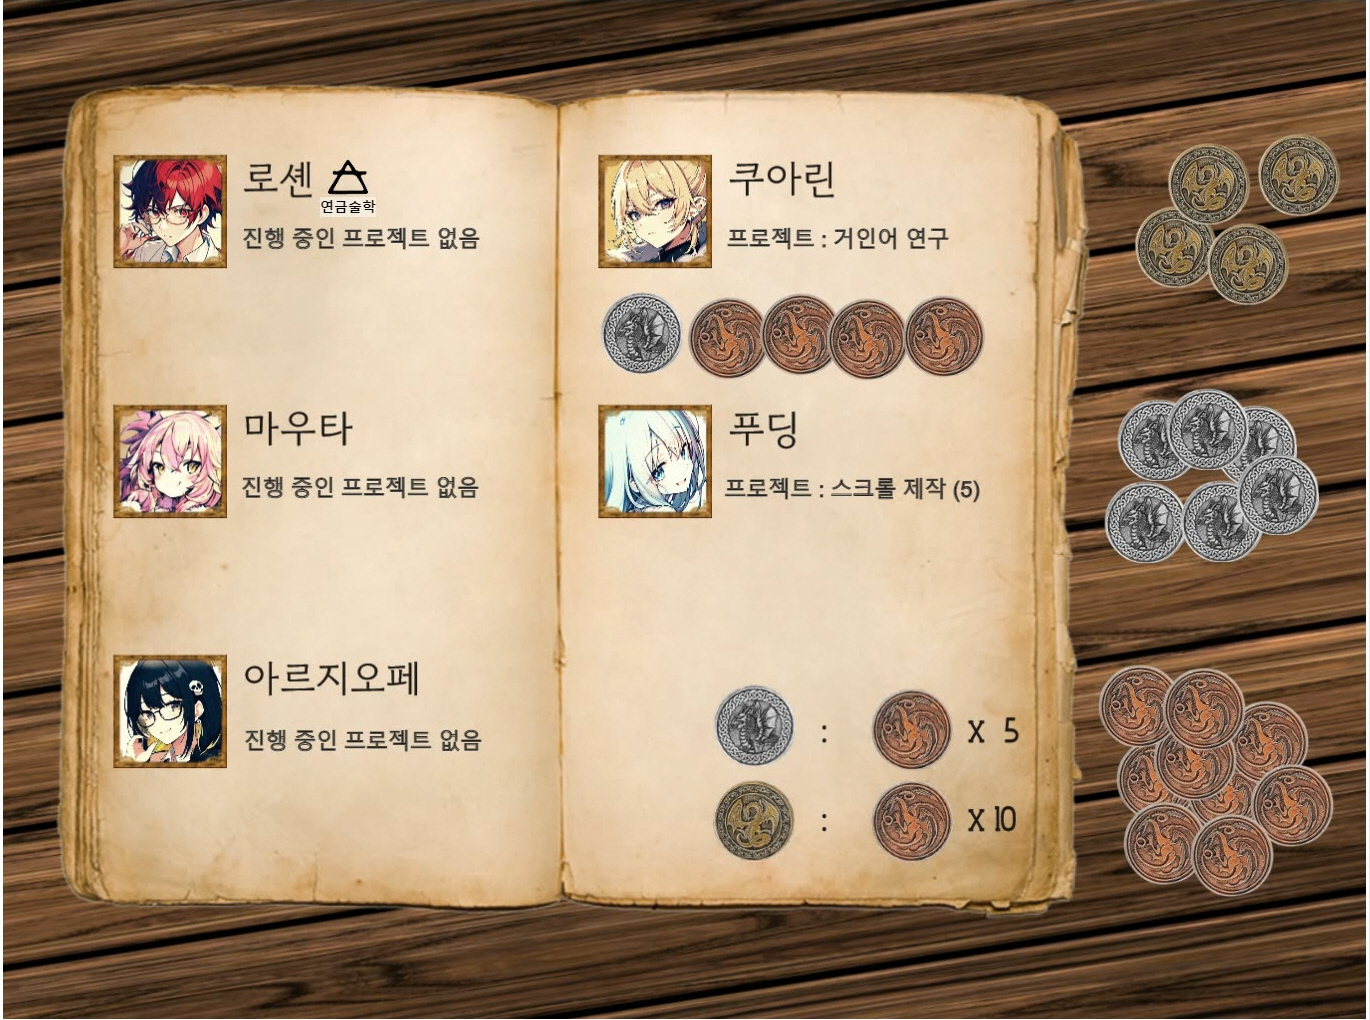 로셴
연금술학
진행 중인 프로젝트 없음
마우타
진행 중인 프로젝트 없음
아르지오페
진행 중인 프로젝트 없음
쿠아린
프로젝트 : 거인어 연구
푸딩
프로젝트 : 스크롤 제작 (5)
: X 5
: X 10